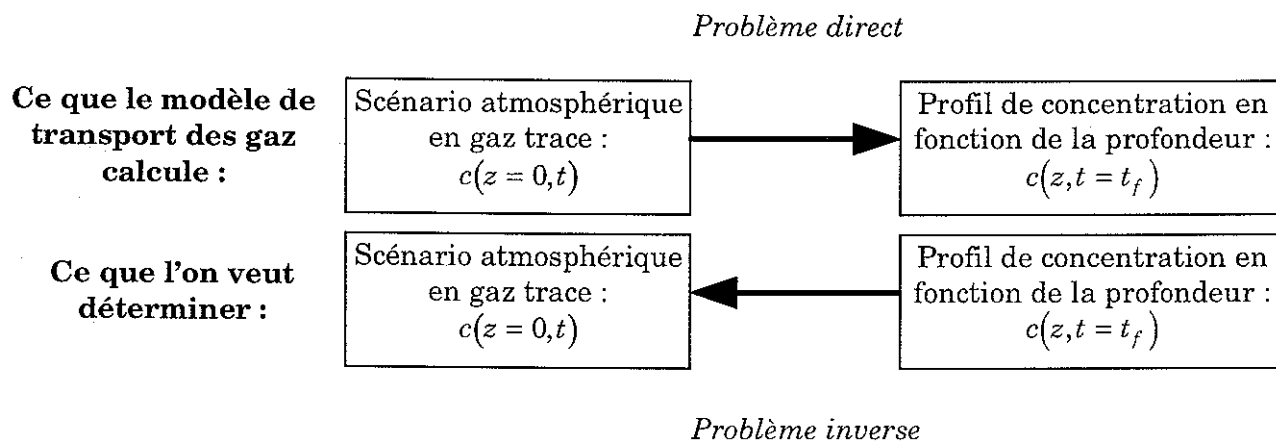 Problème direct
Ce que le modèle de
transport des gaz
calcule :
Scénario atmosphérique
en gaz trace :
c(z = 0,t)
Profil de concentration en
fonction de la profondeur :
c(z,t = t_f)
Ce que l'on veut
déterminer :
Scénario atmosphérique
en gaz trace :
c(z = 0,t)
Profil de concentration en
fonction de la profondeur :
c(z,t = t_f)
Problème inverse